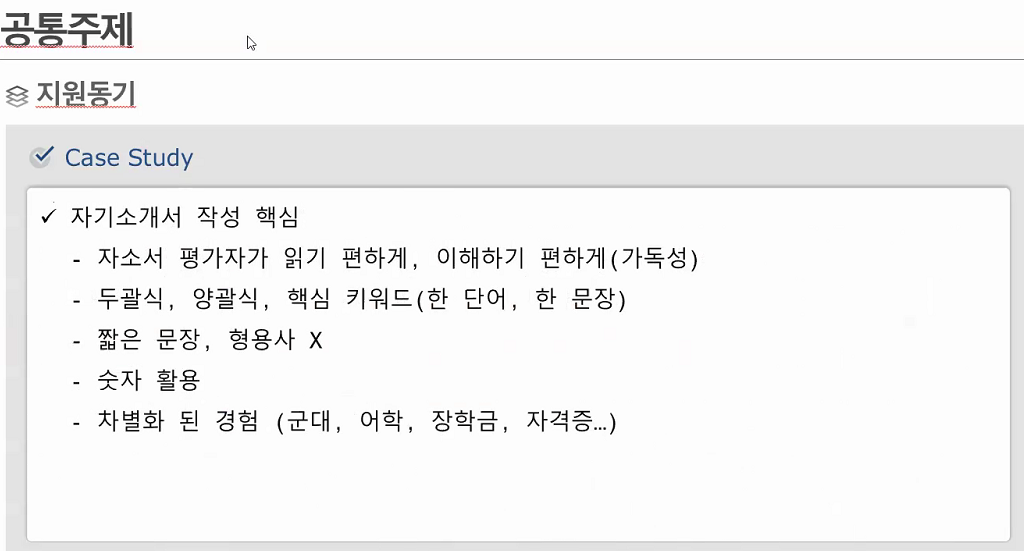 공통주제
지원동기
Case Study
✓ 자기소개서 작성 핵심
- 자소서 평가자가 읽기 편하게, 이해하기 편하게(가독성)
- 두괄식, 양괄식, 핵심 키워드(한 단어, 한 문장)
- 짧은 문장, 형용사 X
- 숫자 활용
- 차별화 된 경험 (군대, 어학, 장학금, 자격증…)